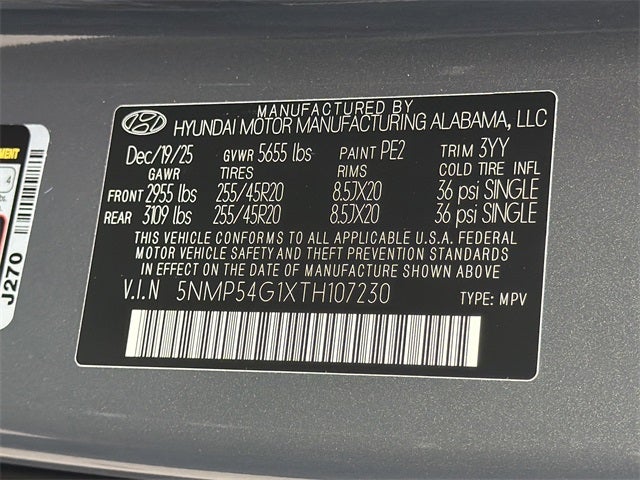 MANUFACTURED BY
HYUNDAI MOTOR MANUFACTURING ALABAMA, LLC
Dec/19/25 GVWR 5655 lbs PAINT PE2 TRIM 3YY
GAWR TIRES RIMS COLD TIRE INFL
FRONT 2955 lbs 255/45R20 8.5JX20 36 psi SINGLE
REAR 3109 lbs 255/45R20 8.5JX20 36 psi SINGLE
THIS VEHICLE CONFORMS TO ALL APPLICABLE U.S.A. FEDERAL
MOTOR VEHICLE SAFETY AND THEFT PREVENTION STANDARDS
IN EFFECT ON THE DATE OF MANUFACTURE SHOWN ABOVE.
V.I.N 5NMP54G1XTH107230 TYPE: MPV
J270